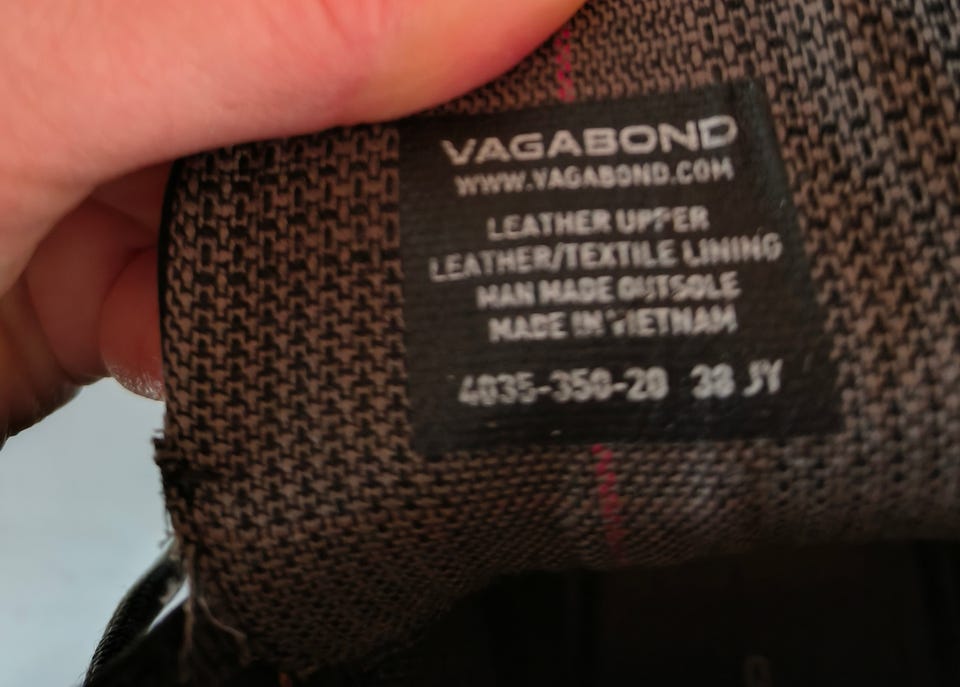 VAGABOND
WWW.VAGABOND.COM
LEATHER UPPER
LEATHER/TEXTILE LINING
MAN MADE OUTSOLE
MADE IN VIETNAM
4035-350-20 38 JY